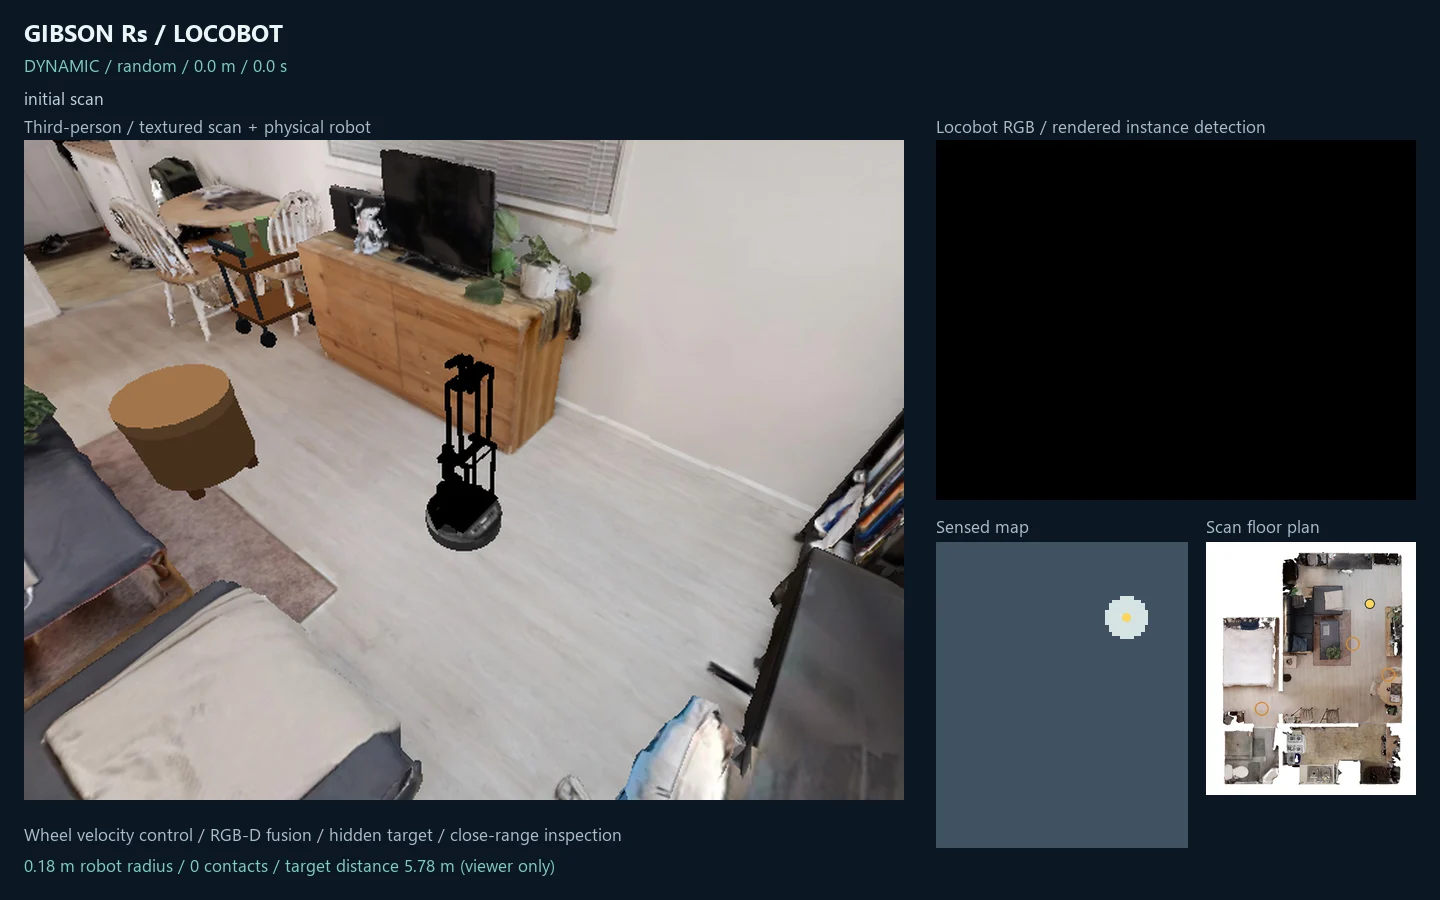 GIBSON Rs / LOCOBOT
DYNAMIC / random / 0.0 m / 0.0 s
initial scan
Third-person / textured scan + physical robot
Locobot RGB / rendered instance detection
Sensed map
Scan floor plan
Wheel velocity control / RGB-D fusion / hidden target / close-range inspection
0.18 m robot radius / 0 contacts / target distance 5.78 m (viewer only)